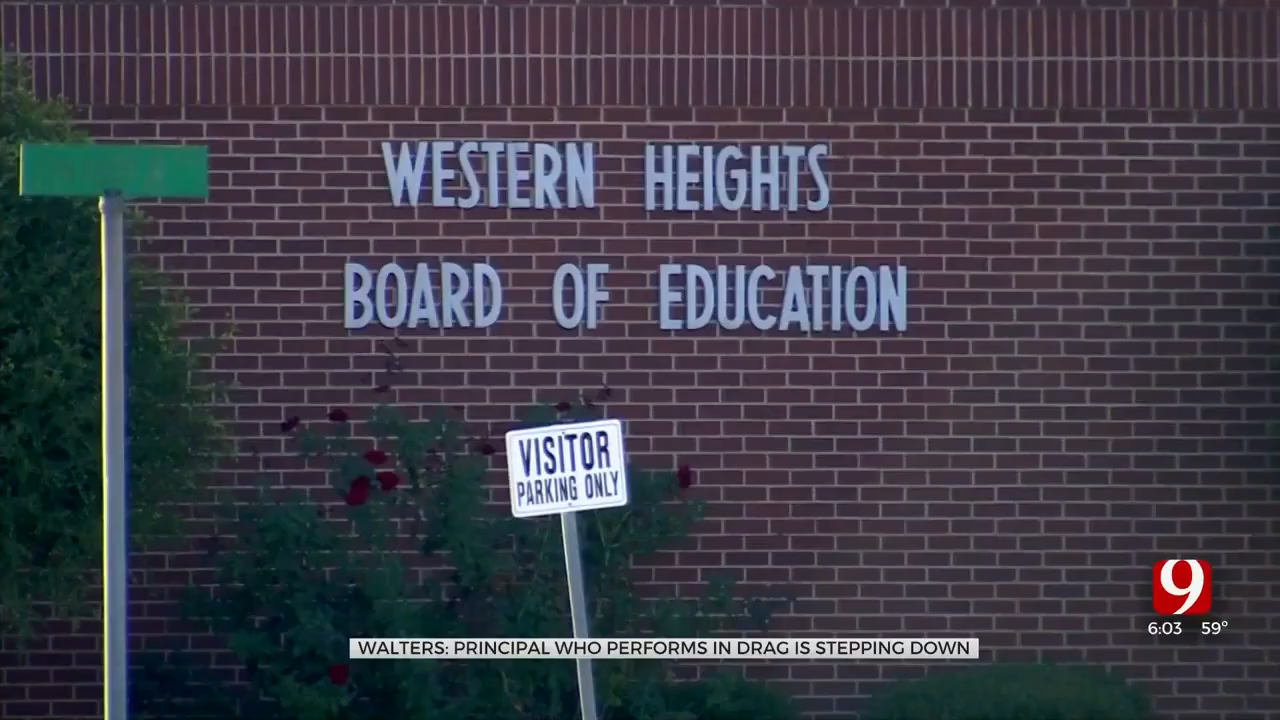 WESTERN HEIGHTS
BOARD OF EDUCATION
VISITOR
PARKING ONLY
9
6:03 59°
WALTERS: PRINCIPAL WHO PERFORMS IN DRAG IS STEPPING DOWN